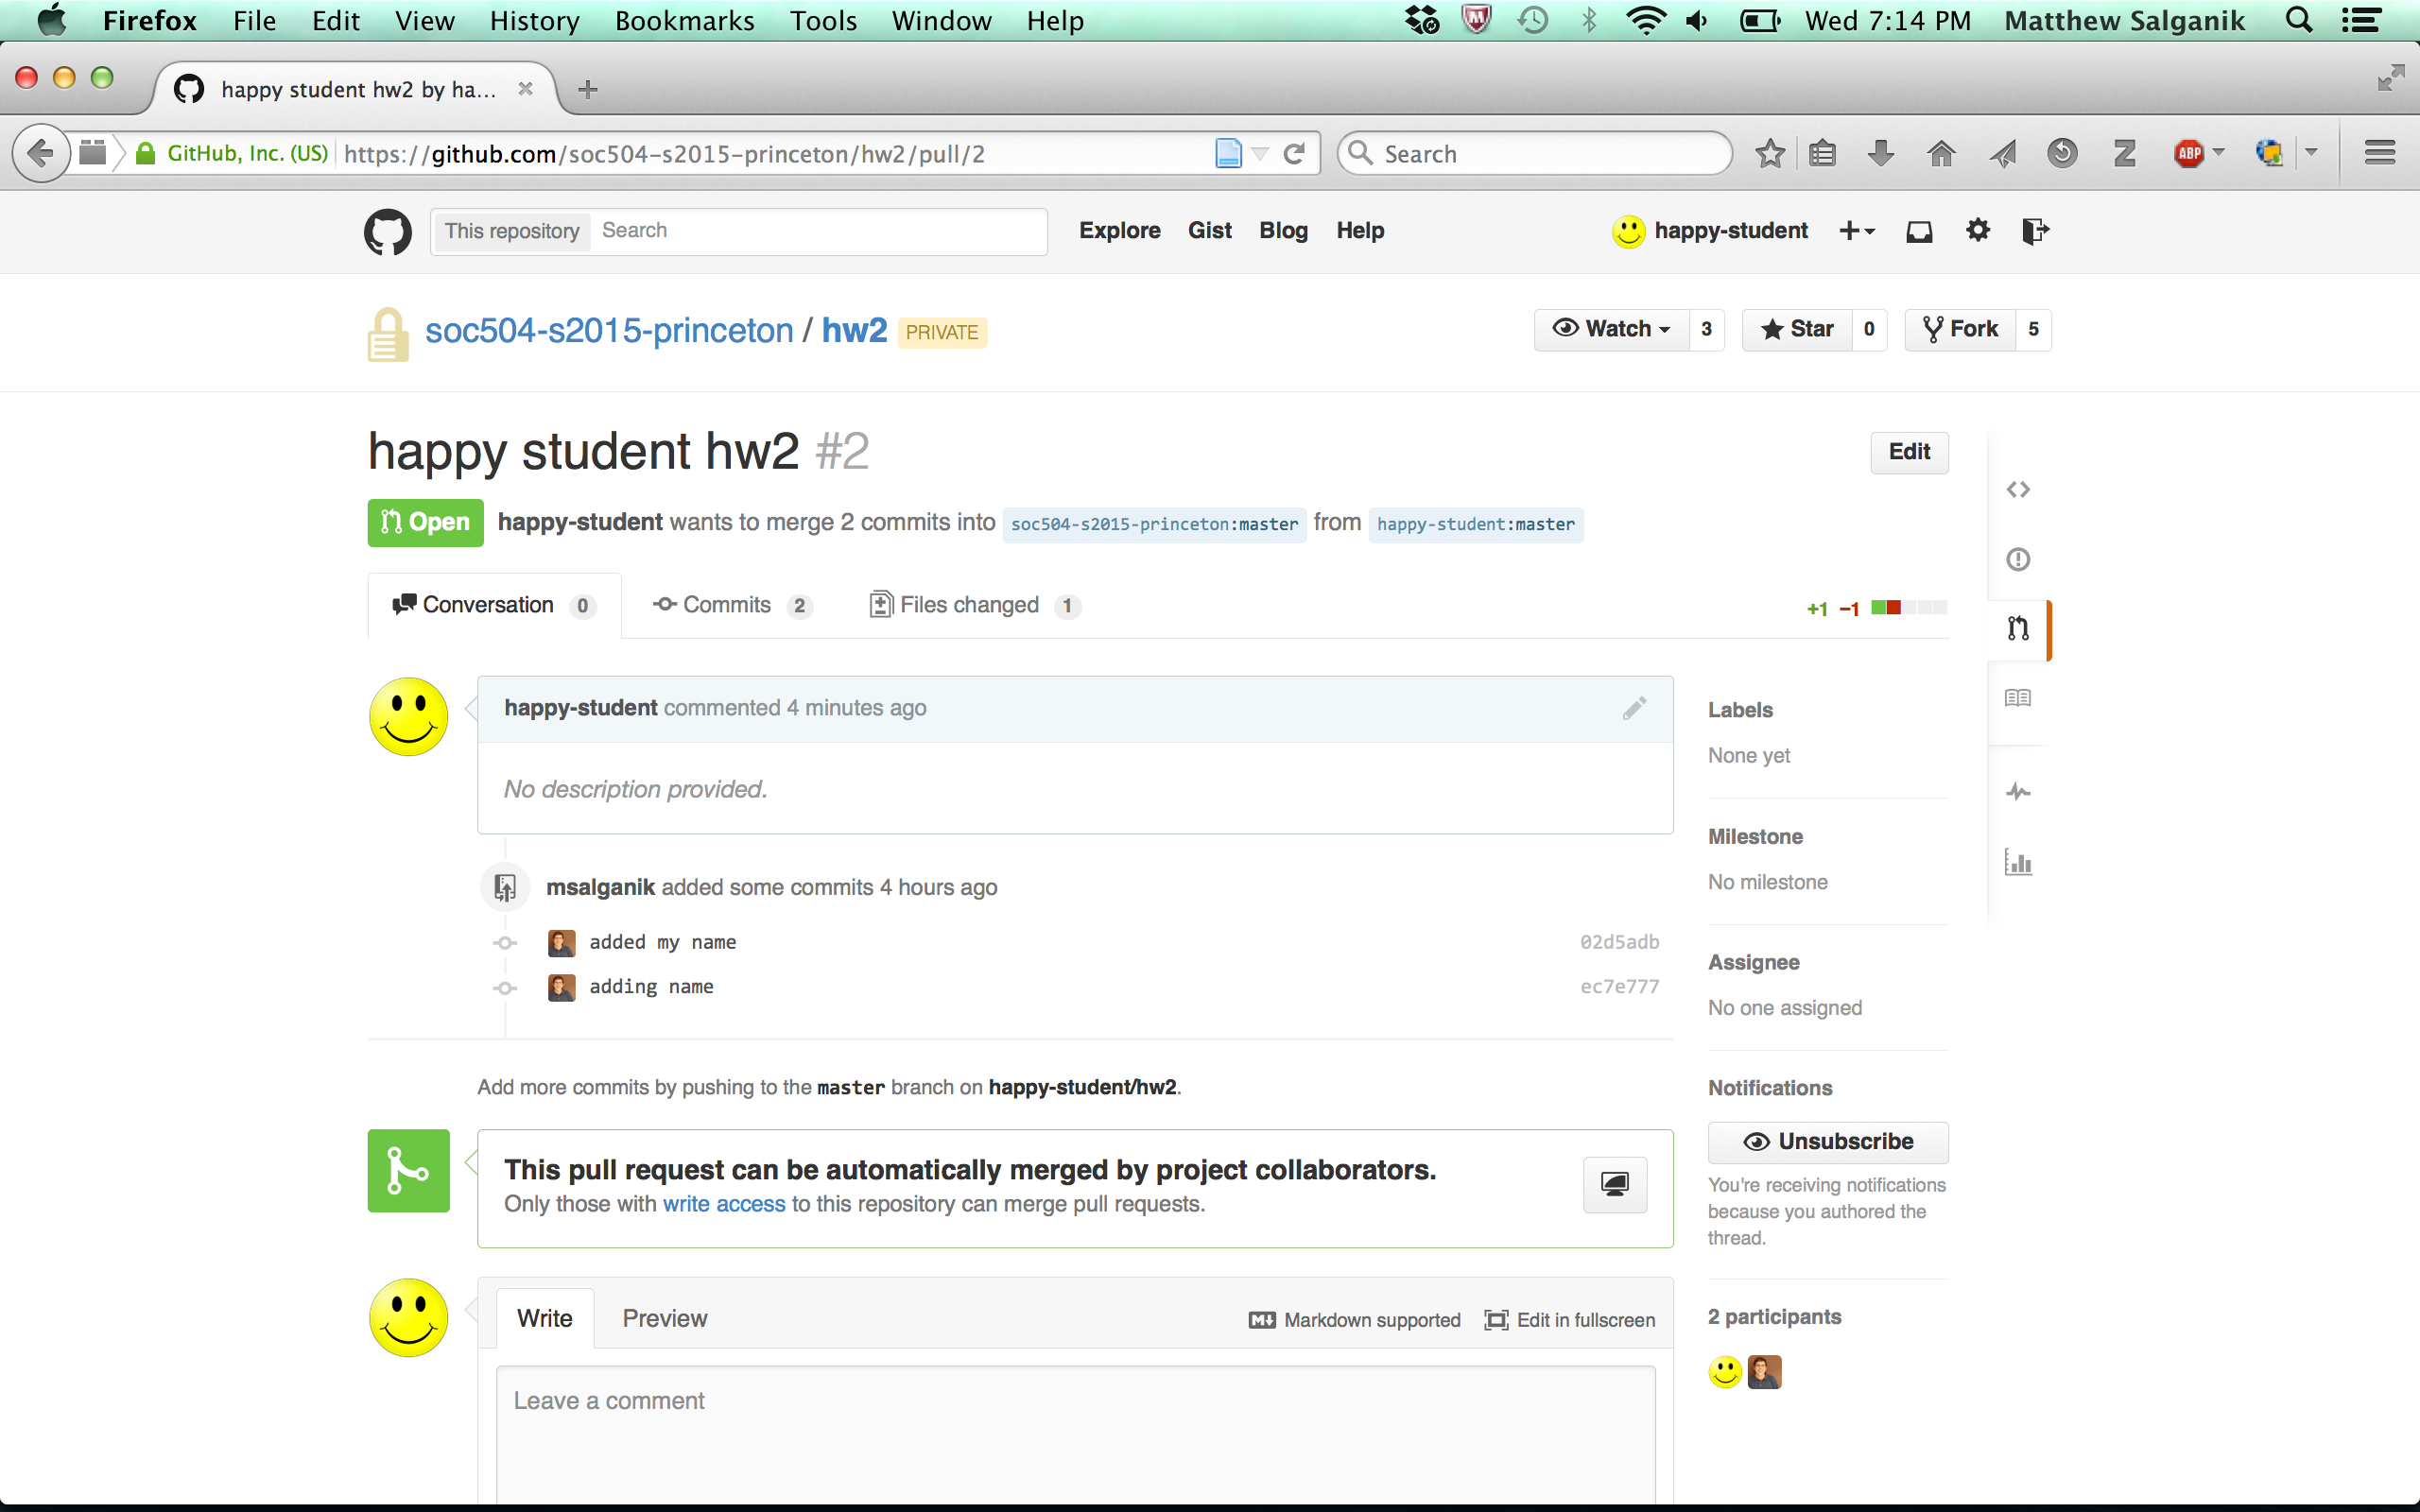 Firefox File Edit View History Bookmarks Tools Window Help Wed 7:14 PM Matthew Salganik
happy student hw2 by ha...
GitHub, Inc. (US) https://github.com/soc504-s2015-princeton/hw2/pull/2 Search Z ABP
This repository Search Explore Gist Blog Help happy-student
soc504-s2015-princeton / hw2 PRIVATE Watch 3 Star 0 Fork 5
happy student hw2 #2 Edit
Open happy-student wants to merge 2 commits into soc504-s2015-princeton:master from happy-student:master
Conversation 0 Commits 2 Files changed 1 +1 −1
happy-student commented 4 minutes ago
No description provided.
msalganik added some commits 4 hours ago
added my name 02d5adb
adding name ec7e777
Add more commits by pushing to the master branch on happy-student/hw2.
This pull request can be automatically merged by project collaborators.
Only those with write access to this repository can merge pull requests.
Write Preview Markdown supported Edit in fullscreen
Leave a comment
Labels
None yet
Milestone
No milestone
Assignee
No one assigned
Notifications
Unsubscribe
You're receiving notifications
because you authored the
thread.
2 participants